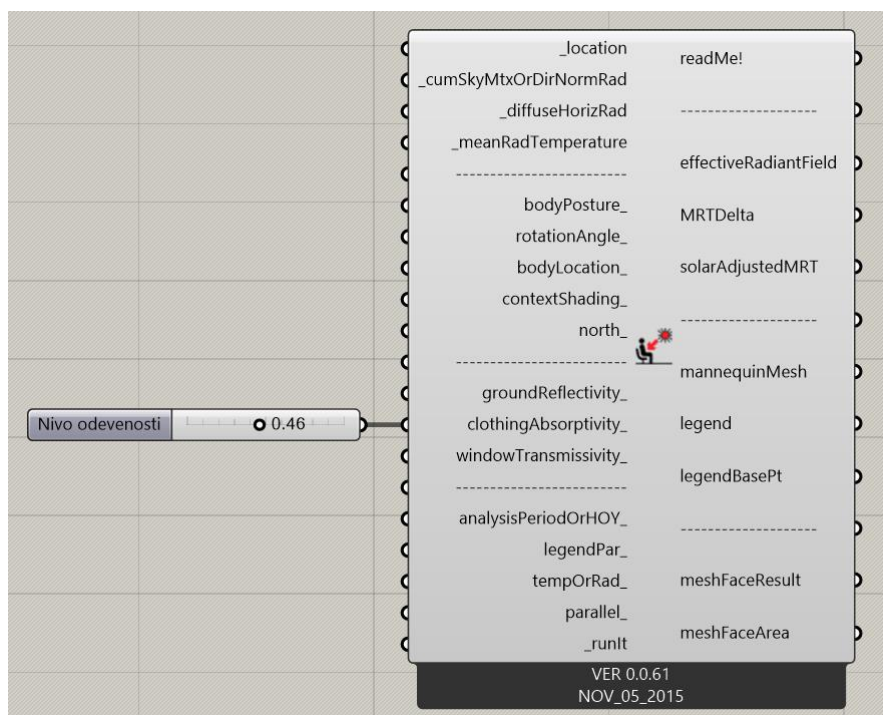 _location
_cumSkyMtxOrDirNormRad
_diffuseHorizRad
_meanRadTemperature
---------------------------
bodyPosture_
rotationAngle_
bodyLocation_
contextShading_
north_
---------------------------
groundReflectivity_
clothingAbsorptivity_
windowTransmissivity_
---------------------------
analysisPeriodOrHOY_
legendPar_
tempOrRad_
parallel_
_runIt
readMe!
---------------------
effectiveRadiantField
MRTDelta
solarAdjustedMRT
---------------------
mannequinMesh
legend
legendBasePt
---------------------
meshFaceResult
meshFaceArea
Nivo odevenosti 0.46
VER 0.0.61
NOV_05_2015